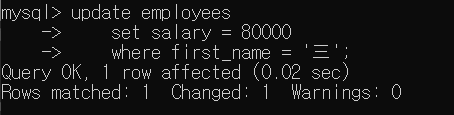 mysql> update employees
    ->     set salary = 80000
    ->     where first_name = '三';
Query OK, 1 row affected (0.02 sec)
Rows matched: 1  Changed: 1  Warnings: 0